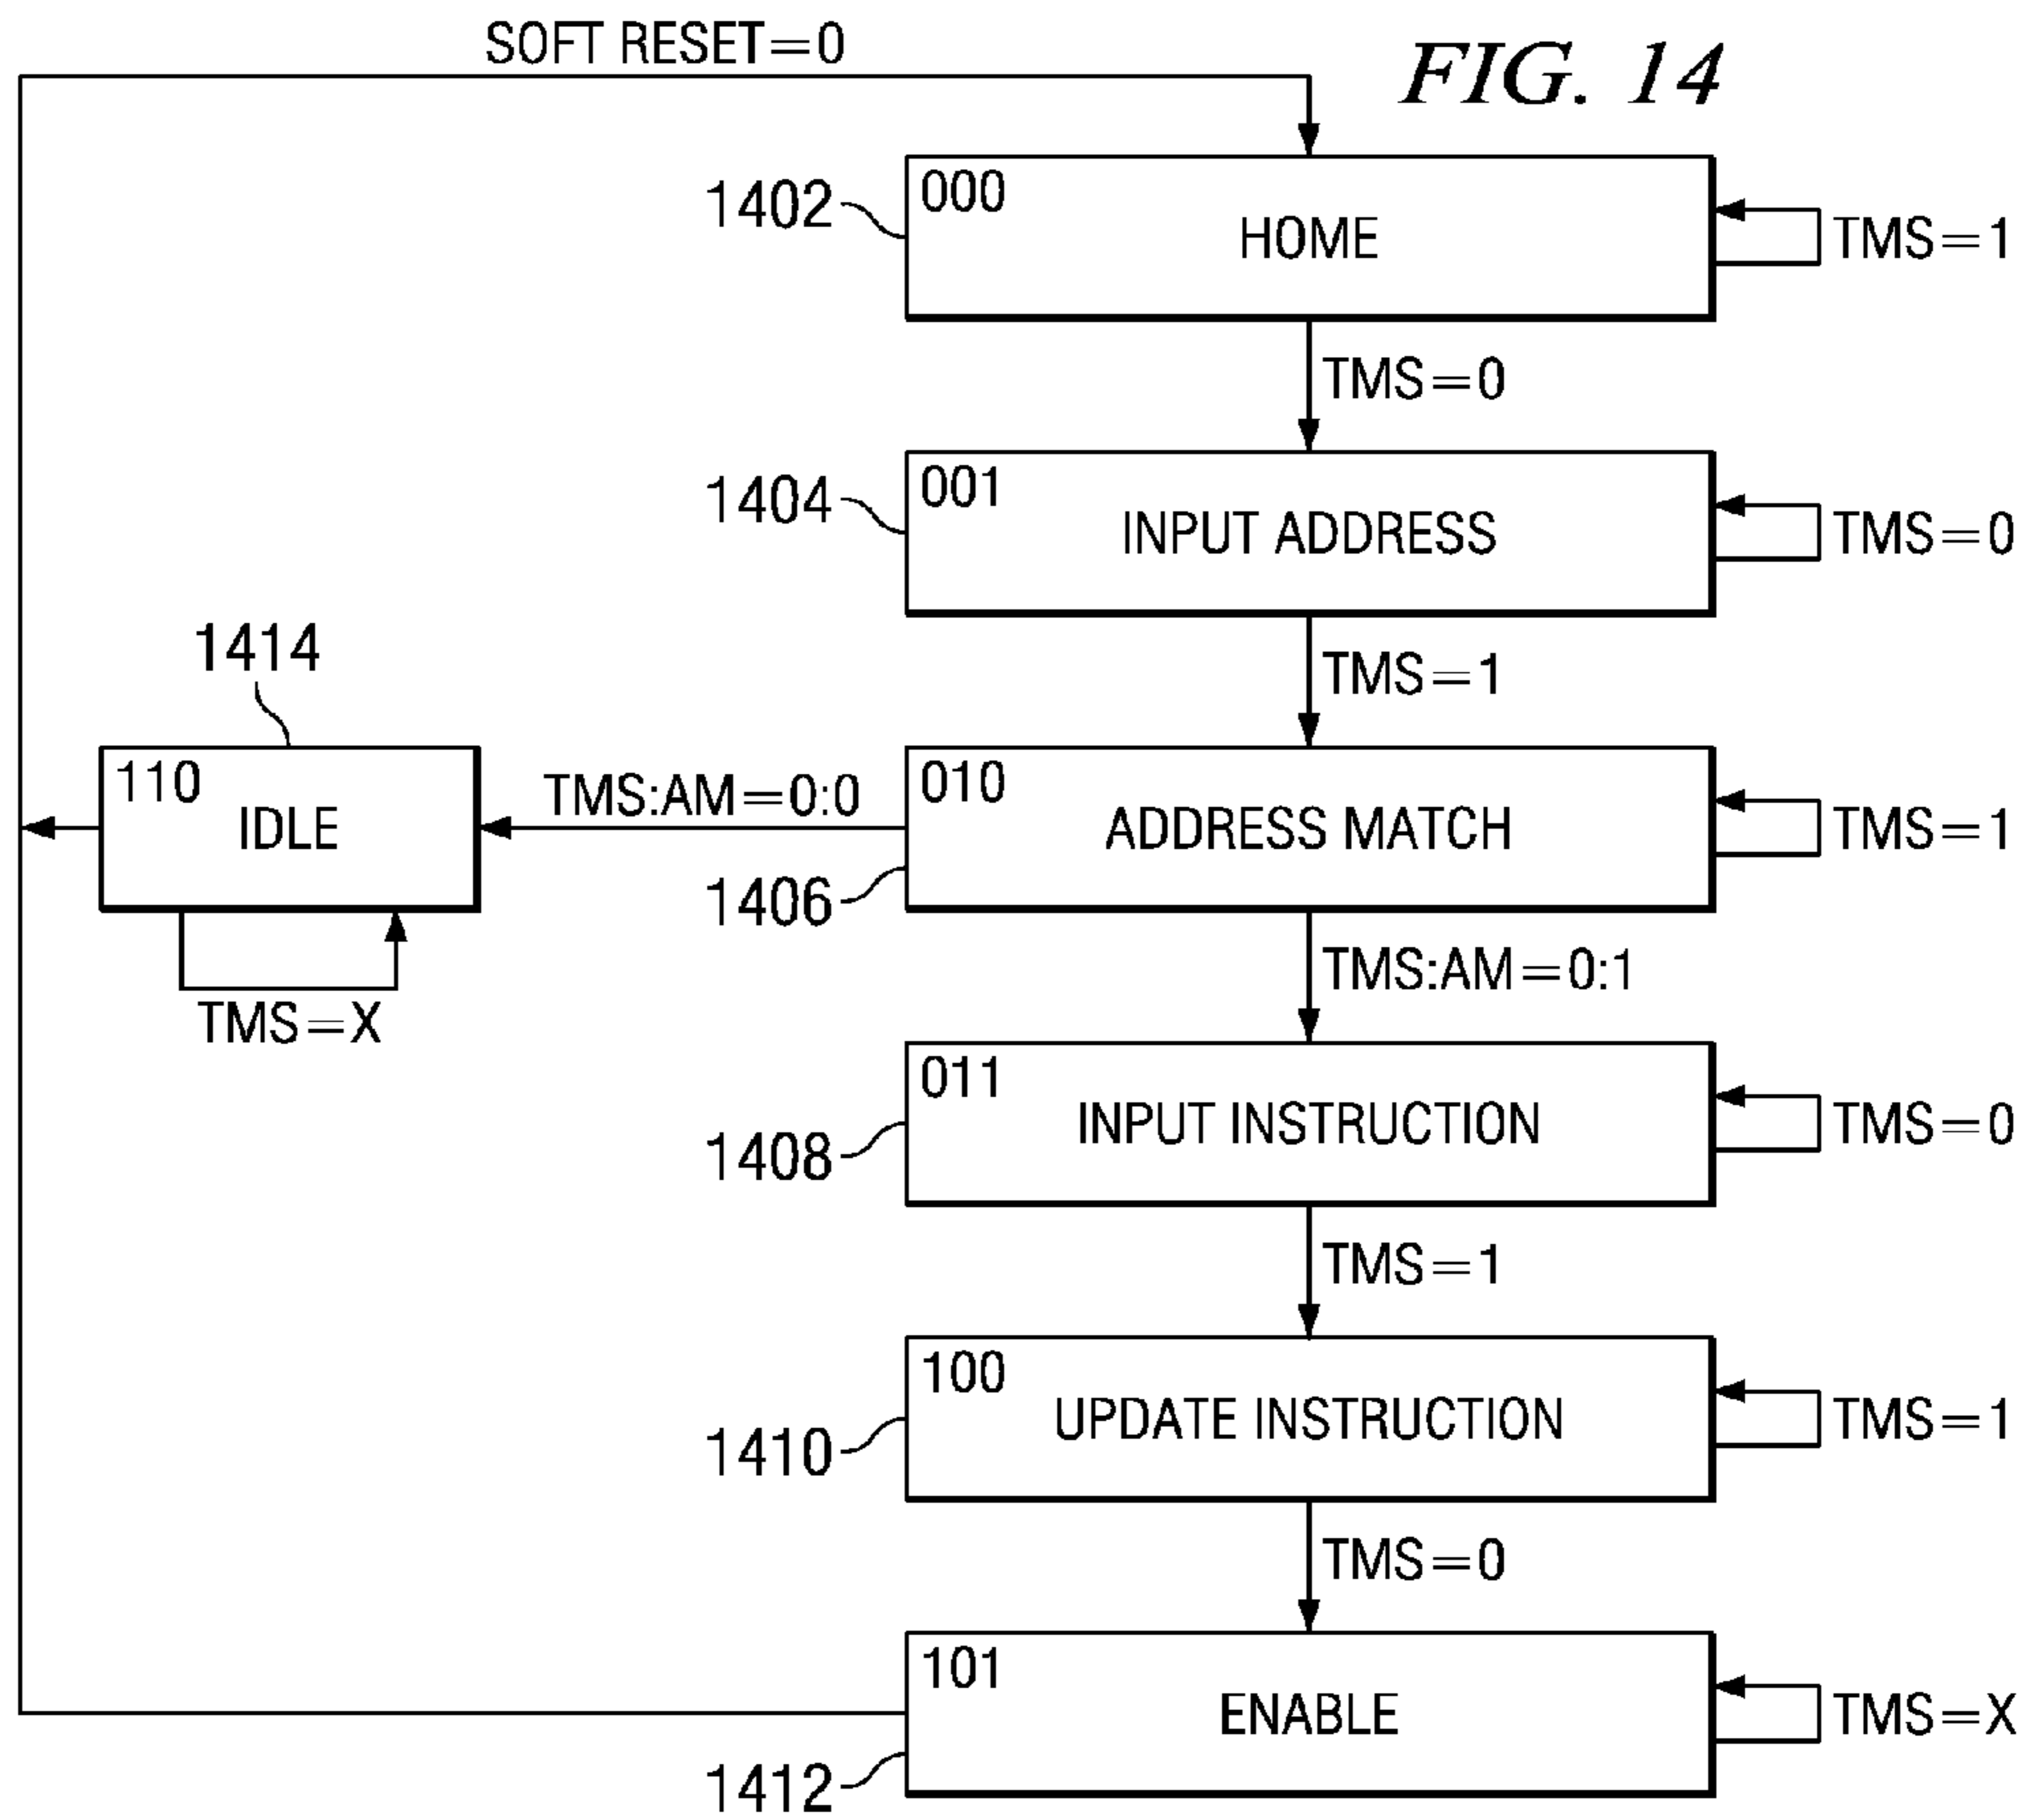 SOFT RESET=0
FIG. 14
1402
000
HOME
TMS=1
TMS=0
1404
001
INPUT ADDRESS
TMS=0
TMS=1
1414
110
IDLE
TMS=X
TMS:AM=0:0
010
ADDRESS MATCH
TMS=1
1406
TMS:AM=0:1
011
INPUT INSTRUCTION
TMS=0
1408
TMS=1
100
UPDATE INSTRUCTION
TMS=1
1410
TMS=0
101
ENABLE
TMS=X
1412